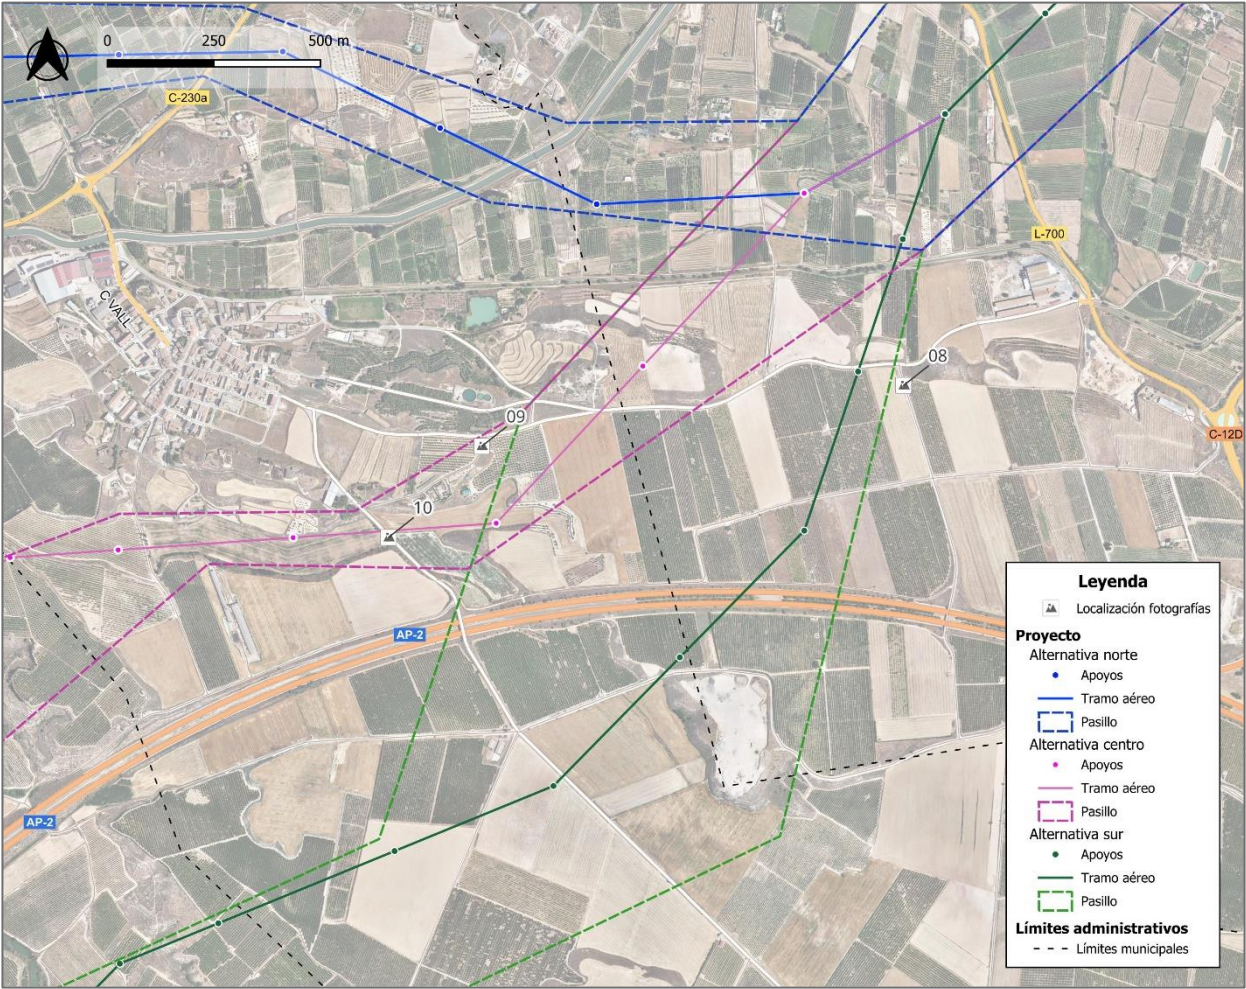 0 250 500 m
C-230a
L-700
C VALL
08
09
C-12D
10
AP-2
AP-2
Leyenda
Localización fotografías
Proyecto
Alternativa norte
Apoyos
Tramo aéreo
Pasillo
Alternativa centro
Apoyos
Tramo aéreo
Pasillo
Alternativa sur
Apoyos
Tramo aéreo
Pasillo
Límites administrativos
Límites municipales